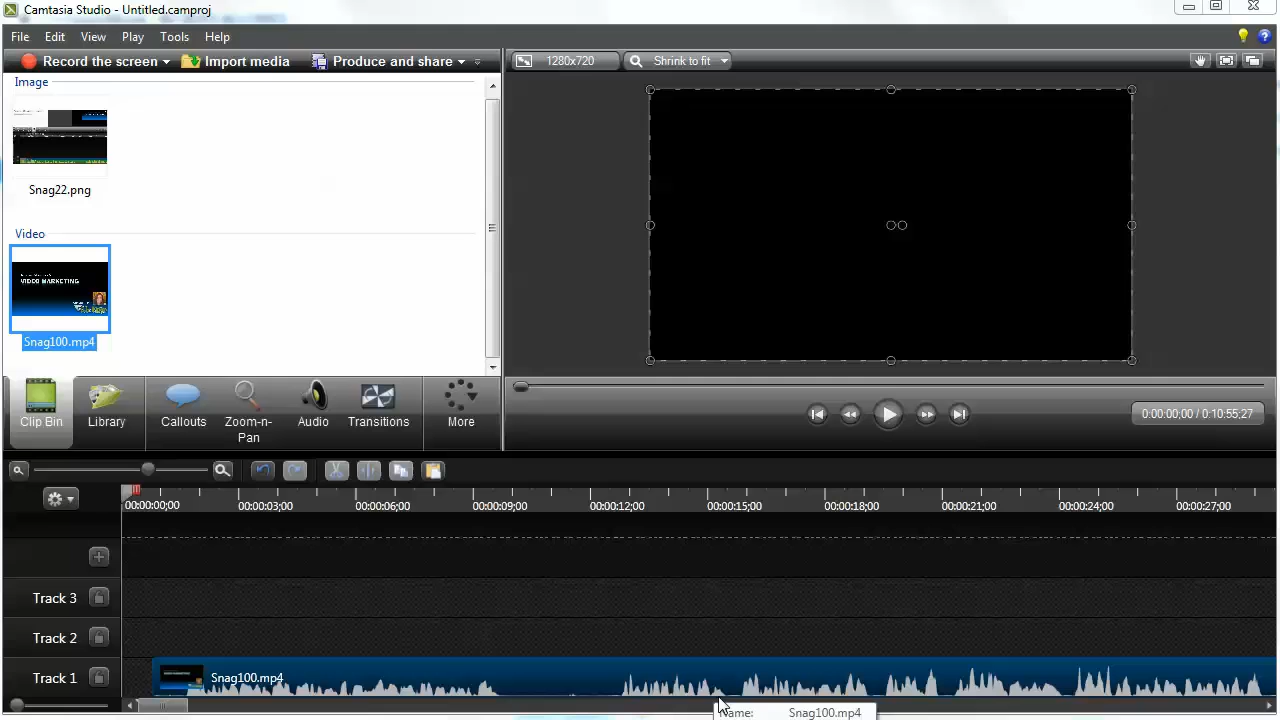 Camtasia Studio - Untitled.camproj
File Edit View Play Tools Help
Record the screen Import media Produce and share
1280x720 Shrink to fit
Image
Snag22.png
Video
VIDEO MARKETING
Snag100.mp4
Clip Bin Library Callouts Zoom-n-Pan Audio Transitions More
0:00:00;00 / 0:10:55;27
00:00:00;00 00:00:03;00 00:00:06;00 00:00:09;00 00:00:12;00 00:00:15;00 00:00:18;00 00:00:21;00 00:00:24;00 00:00:27;00
Track 3
Track 2
Track 1 Snag100.mp4
Name: Snag100.mp4